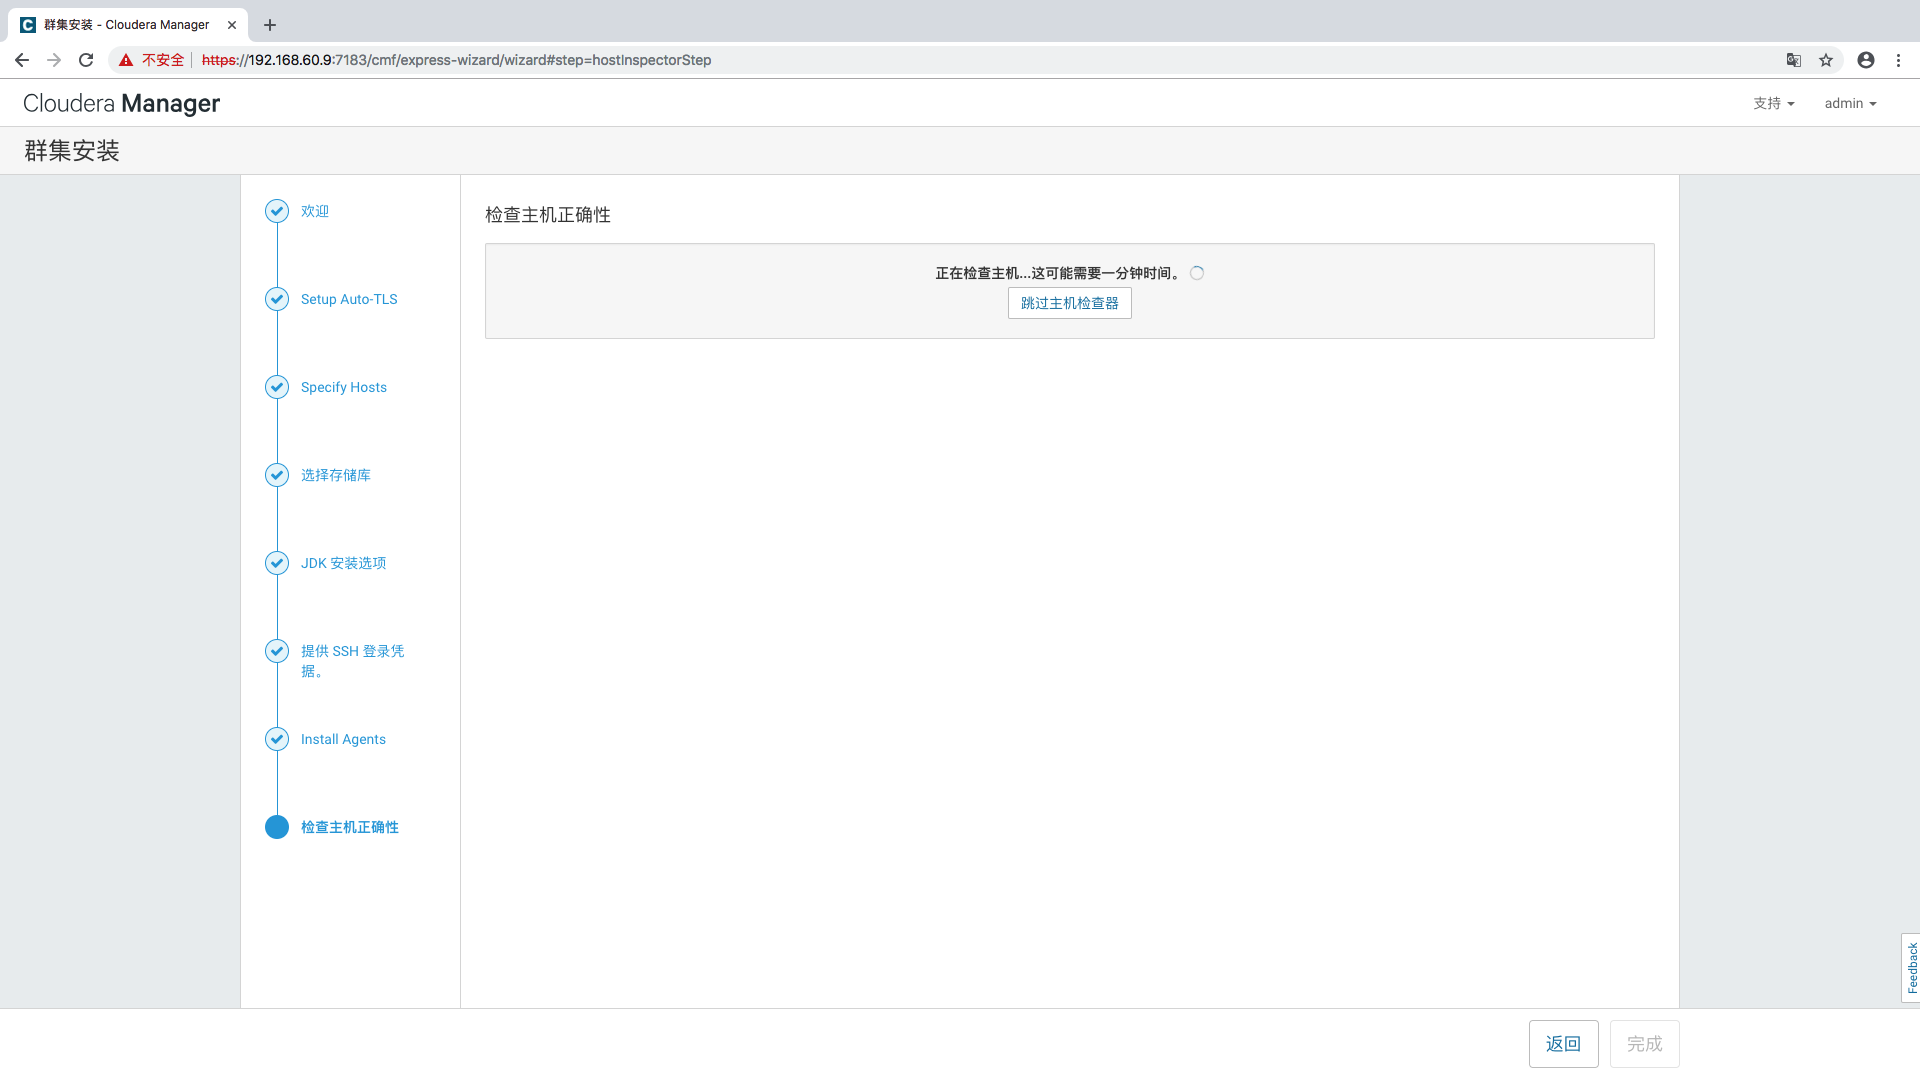 群集安装 - Cloudera Manager
不安全 https://192.168.60.9:7183/cmf/express-wizard/wizard#step=hostInspectorStep
Cloudera Manager
支持
admin
群集安装
欢迎
Setup Auto-TLS
Specify Hosts
选择存储库
JDK 安装选项
提供 SSH 登录凭
据。
Install Agents
检查主机正确性
检查主机正确性
正在检查主机...这可能需要一分钟时间。
跳过主机检查器
Feedback
返回
完成